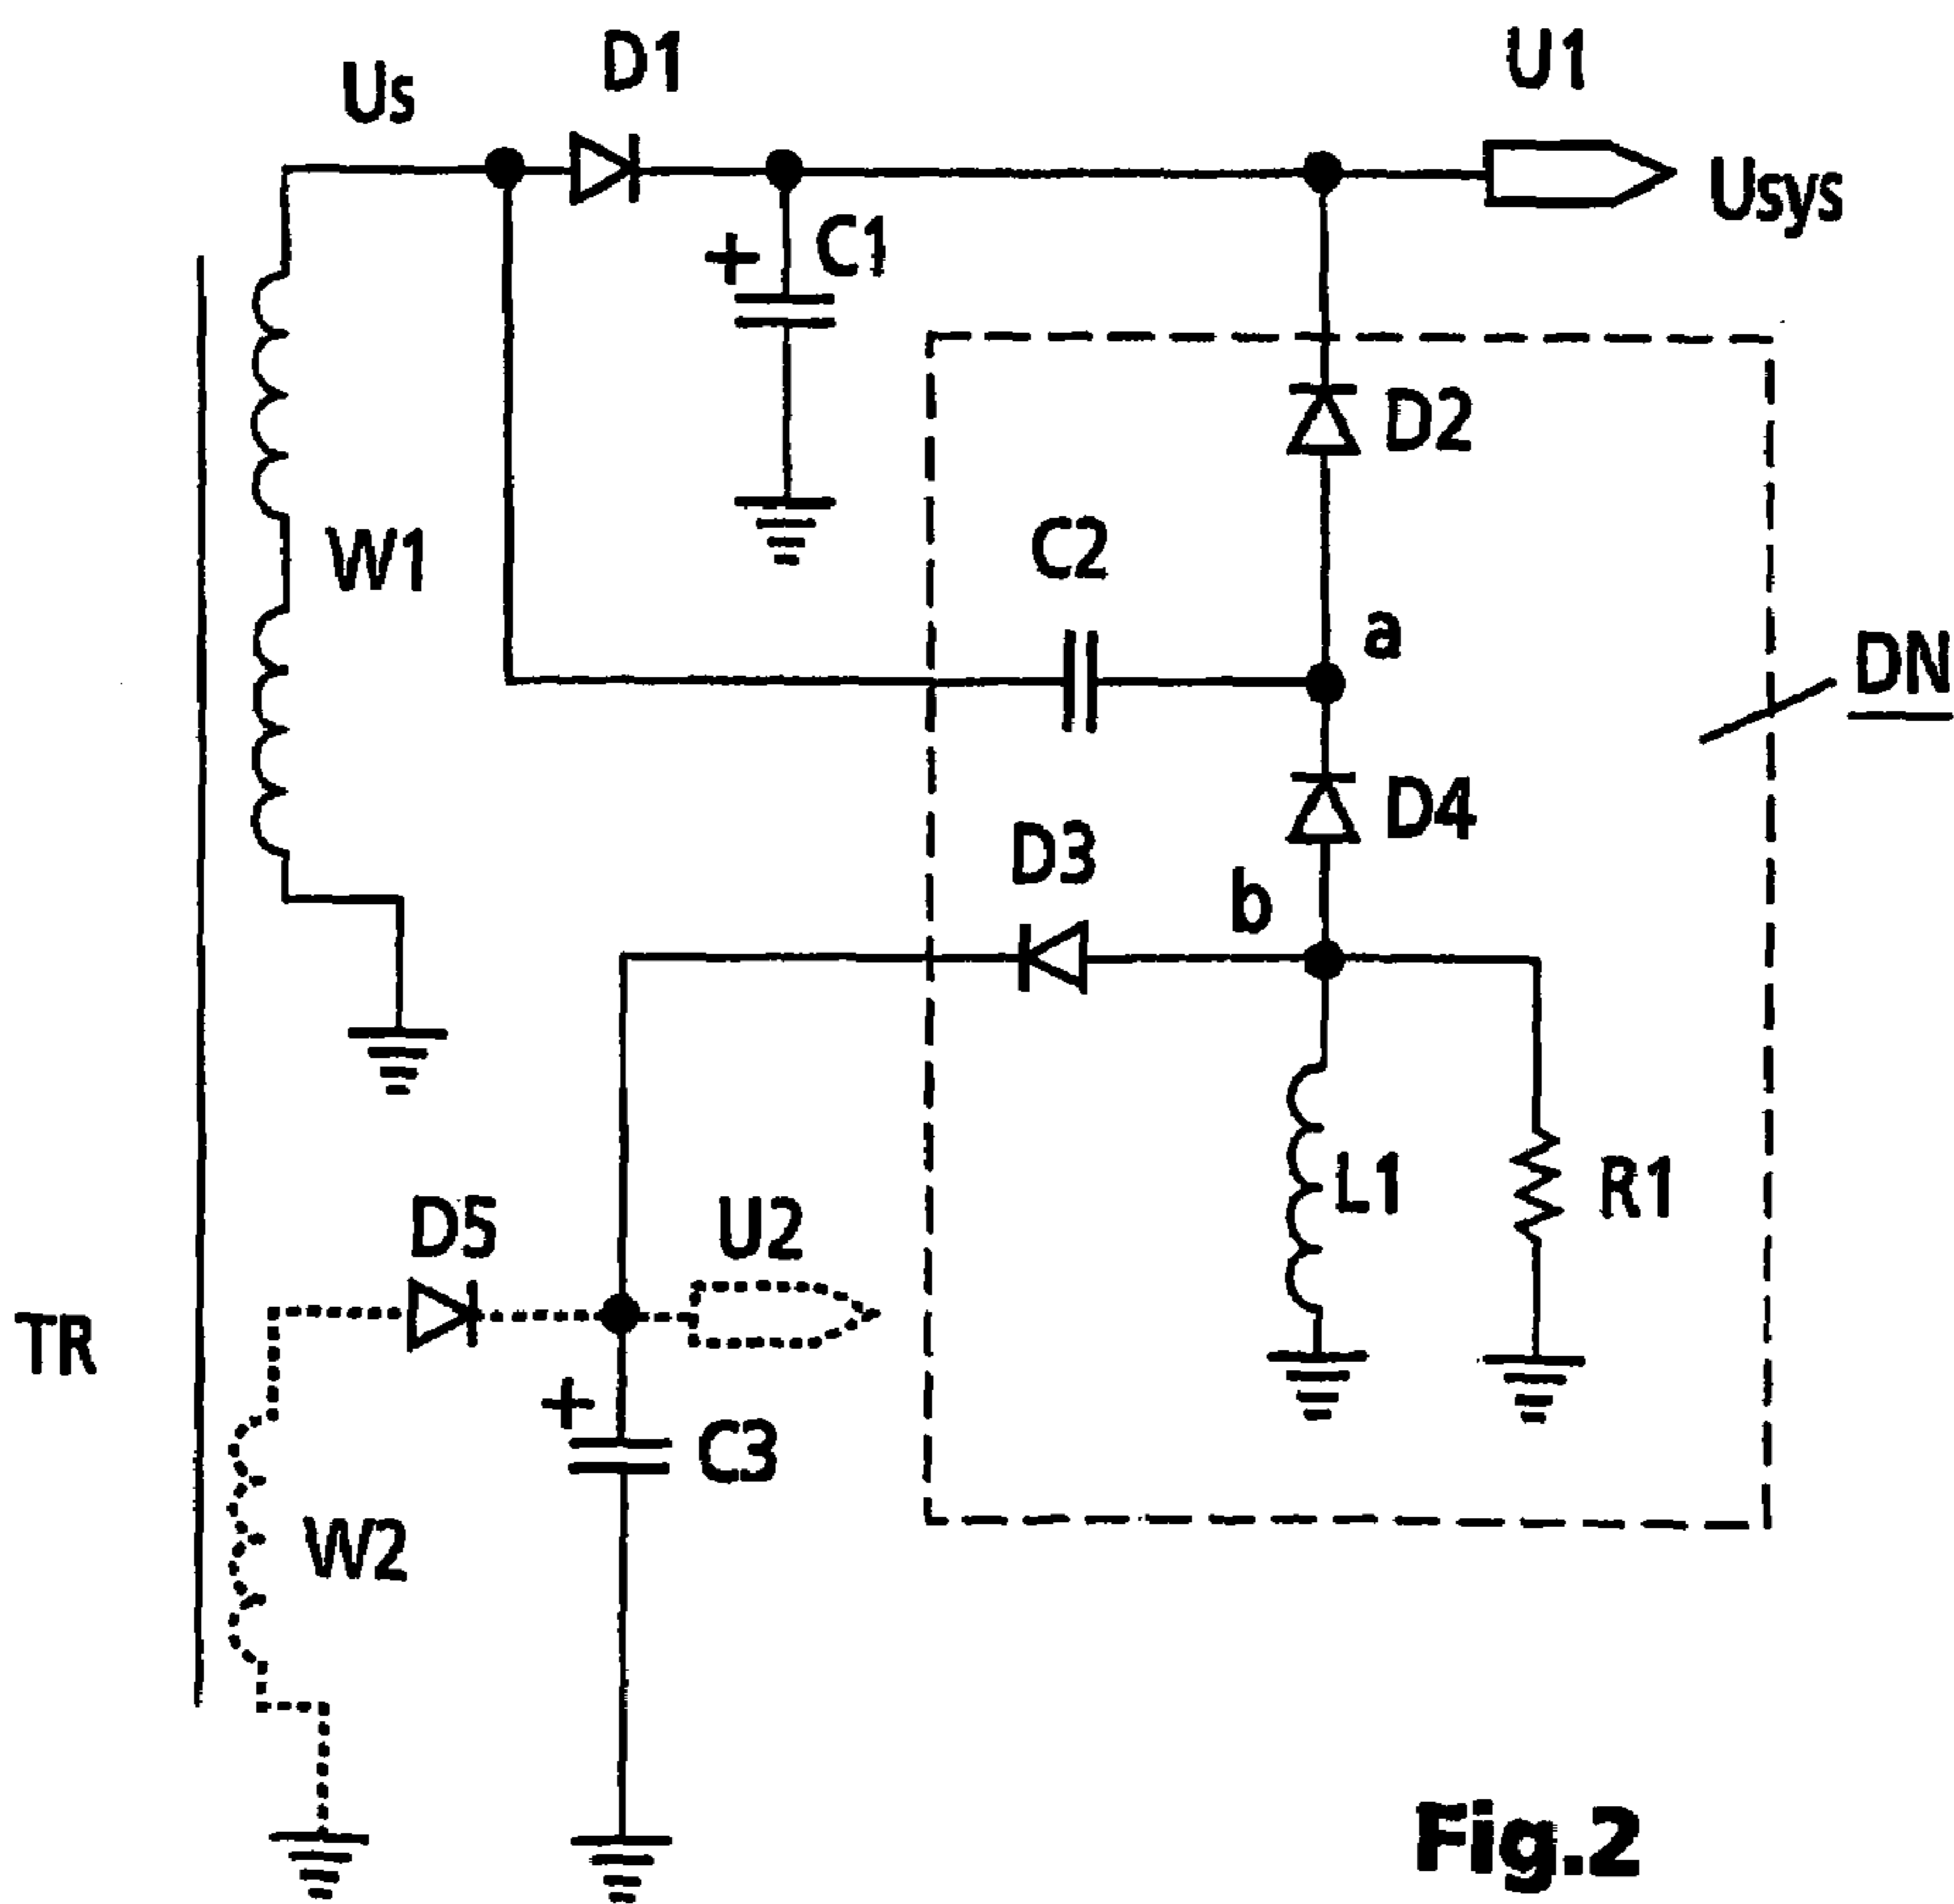 D1
U1
Us
Usys
+
C1
D2
C2
W1
a
DN
D4
D3
b
L1
R1
D5
U2
TR
+
C3
W2
Fig.2